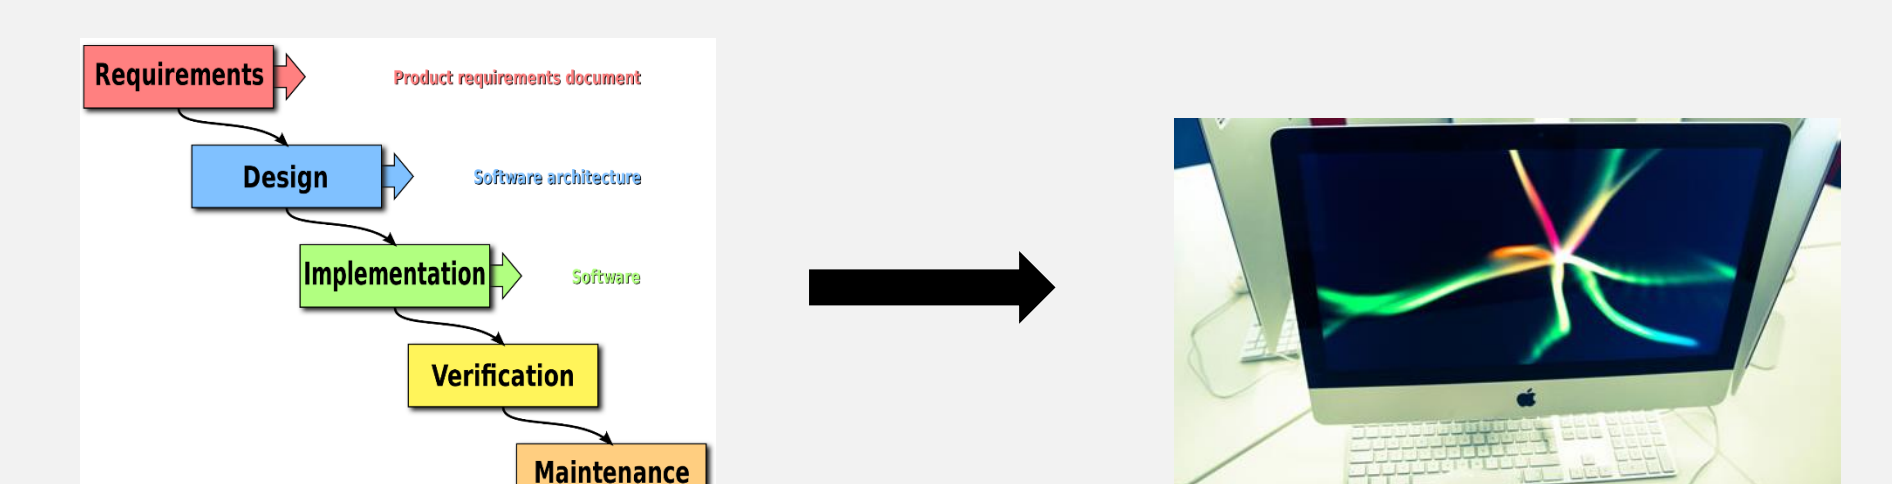 Requirements
Product requirements document
Design
Software architecture
Implementation
Software
Verification
Maintenance